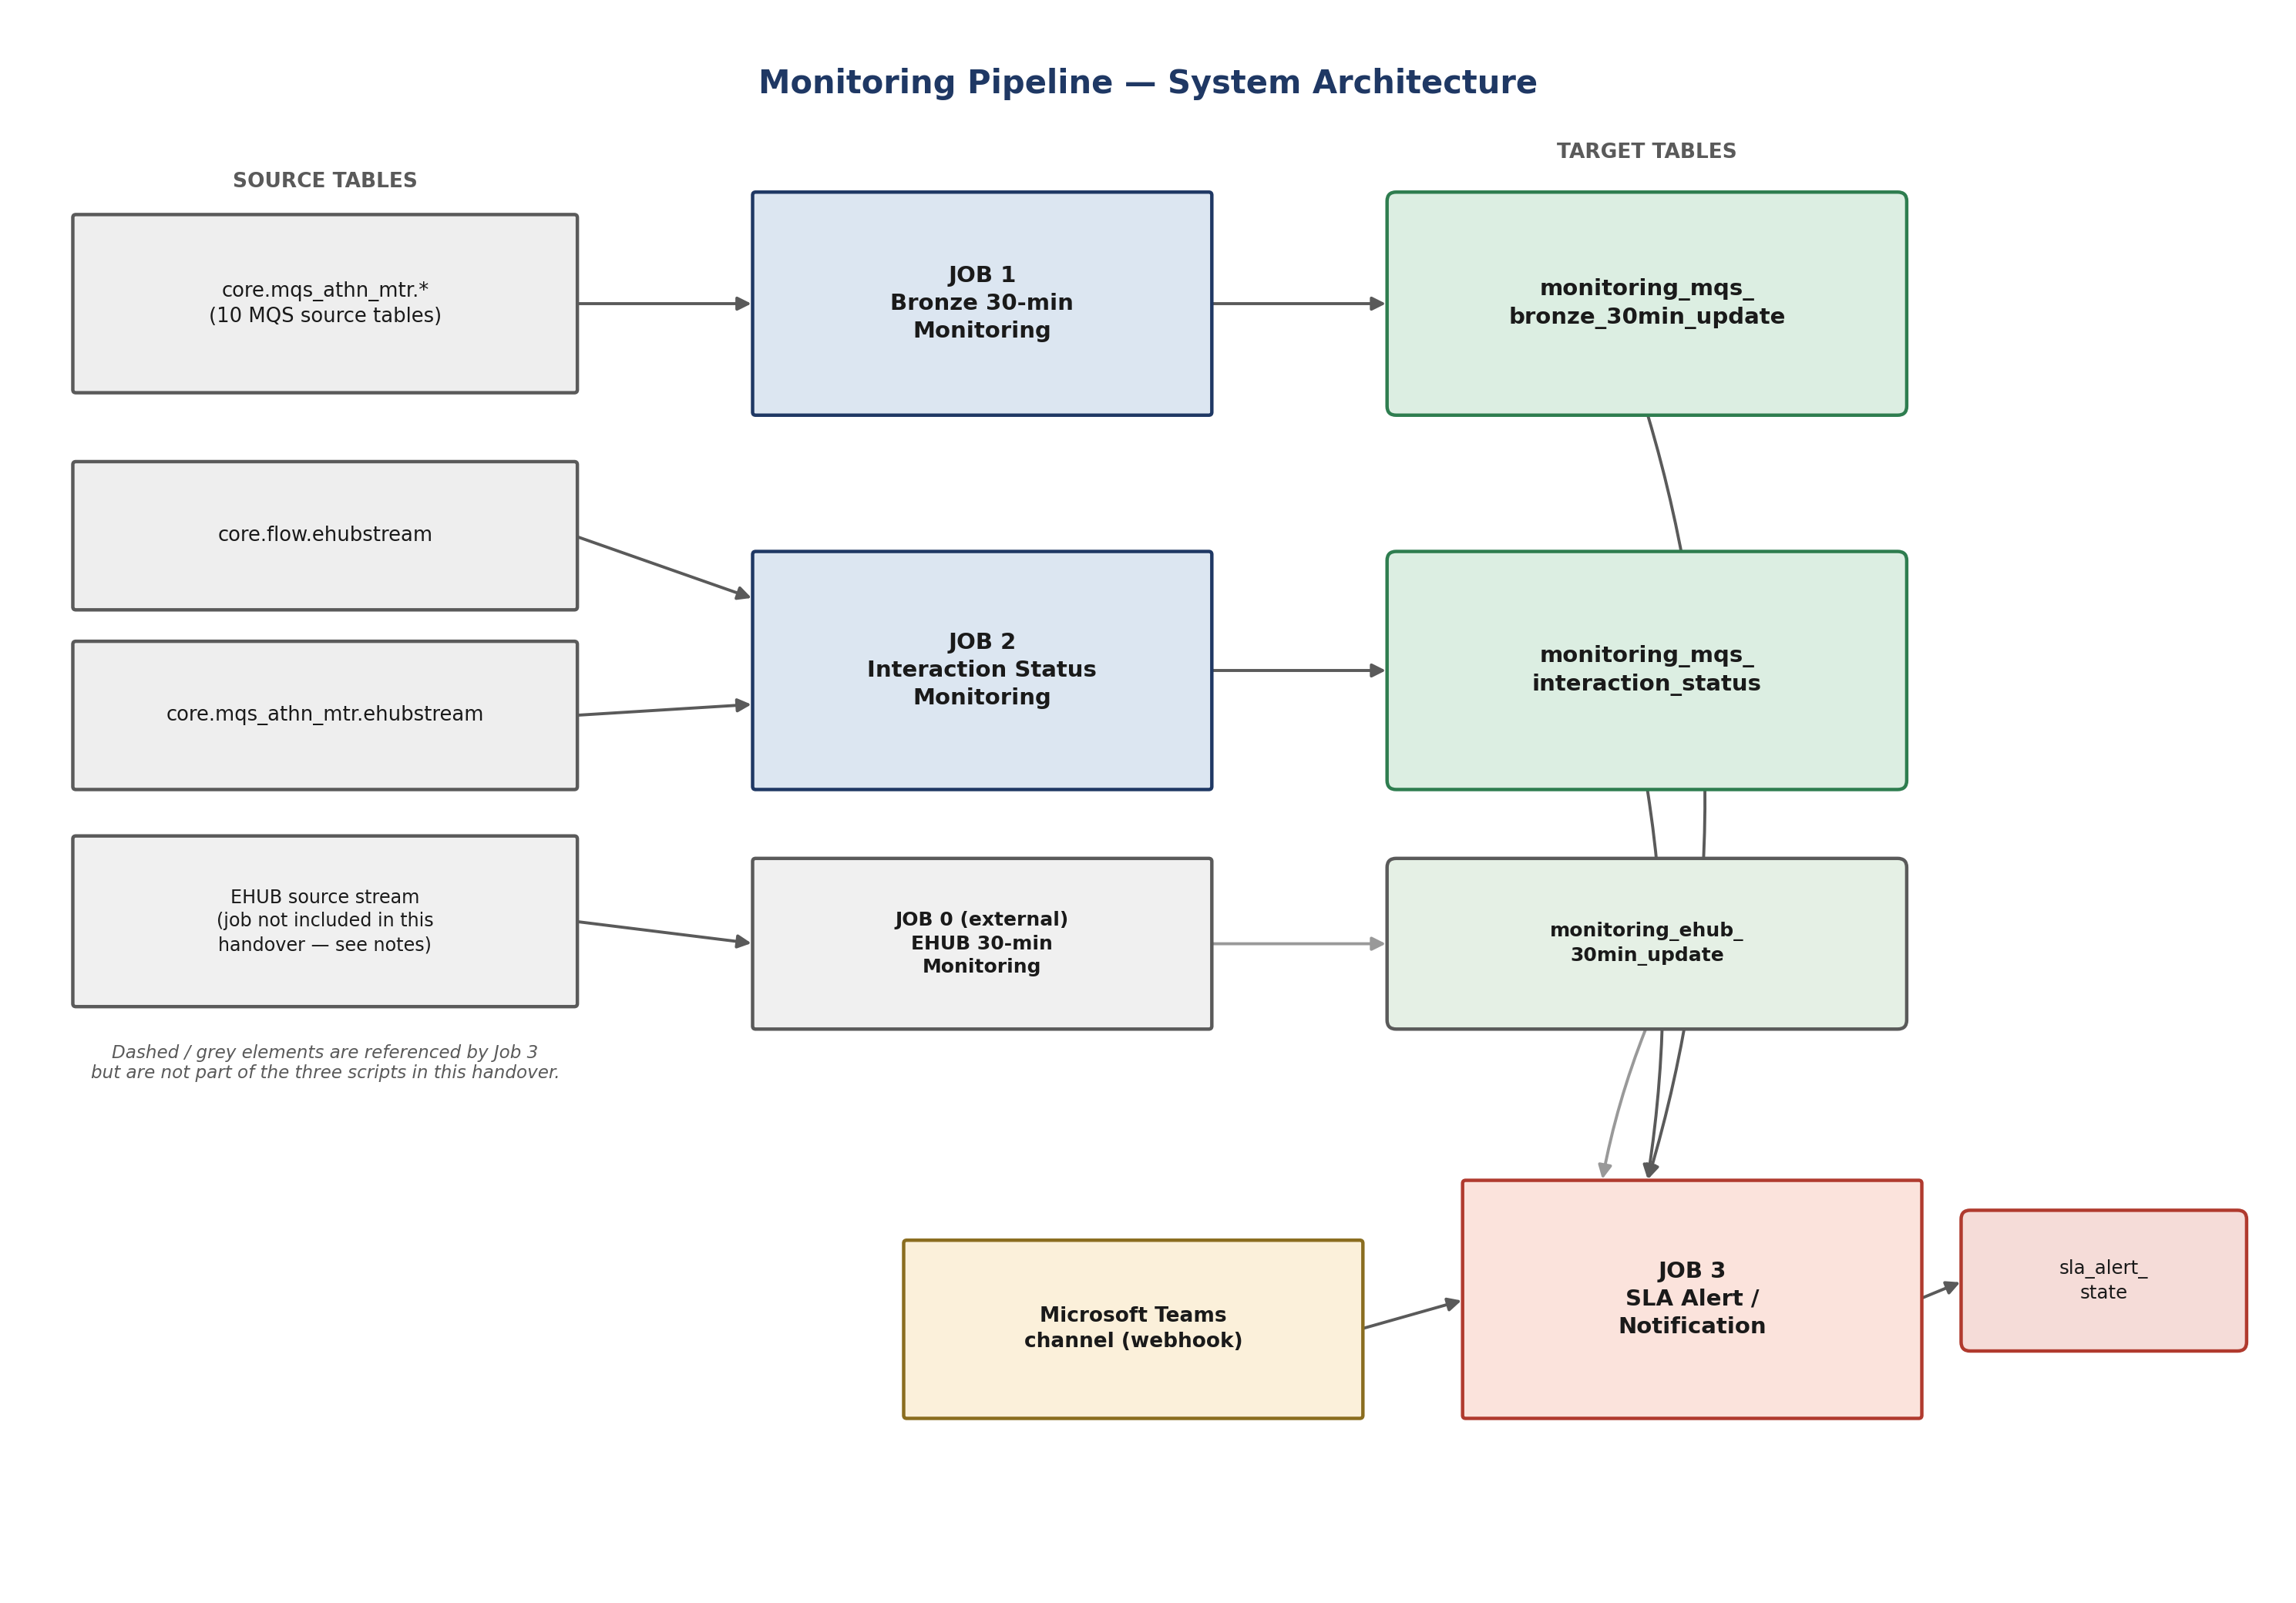 Monitoring Pipeline — System Architecture
SOURCE TABLES
TARGET TABLES
core.mqs_athn_mtr.*
(10 MQS source tables)
JOB 1
Bronze 30-min
Monitoring
monitoring_mqs_
bronze_30min_update
core.flow.ehubstream
core.mqs_athn_mtr.ehubstream
JOB 2
Interaction Status
Monitoring
monitoring_mqs_
interaction_status
EHUB source stream
(job not included in this
handover — see notes)
JOB 0 (external)
EHUB 30-min
Monitoring
monitoring_ehub_
30min_update
Dashed / grey elements are referenced by Job 3
but are not part of the three scripts in this handover.
Microsoft Teams
channel (webhook)
JOB 3
SLA Alert /
Notification
sla_alert_
state